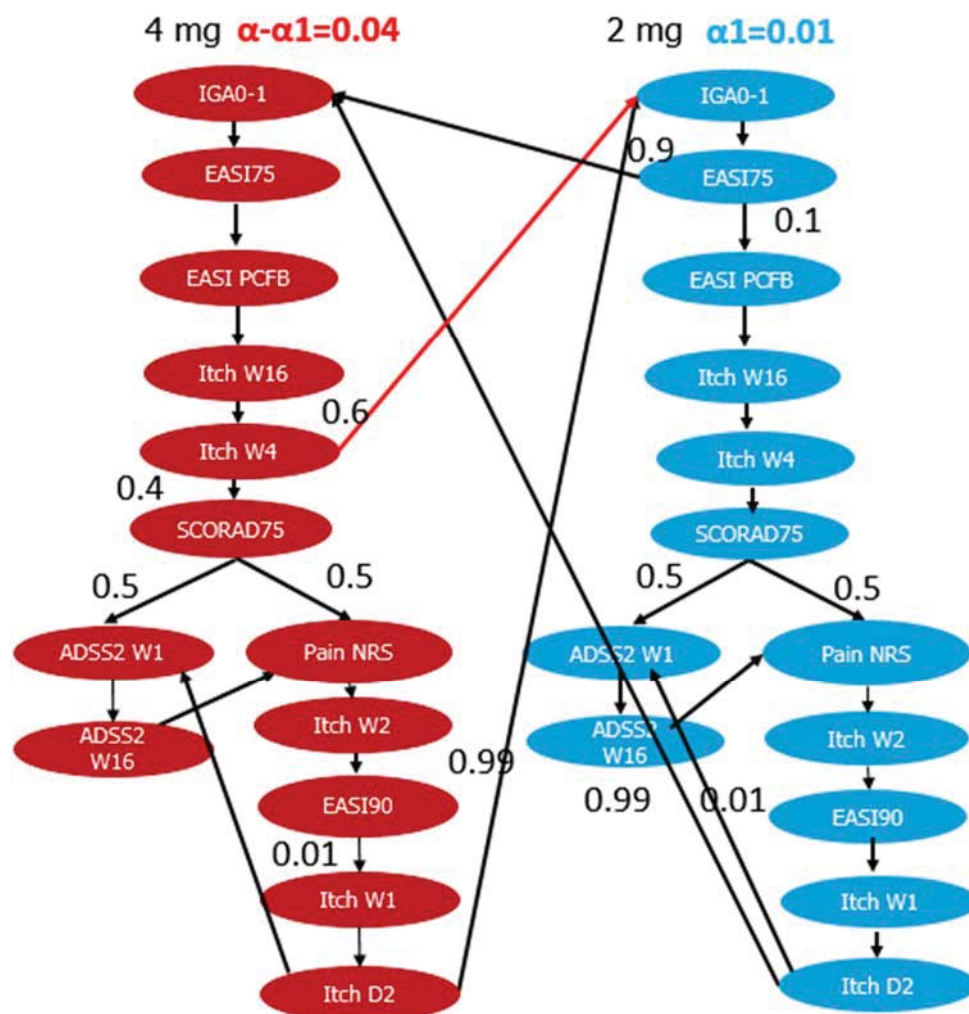 4 mg α-α1=0.04
2 mg α1=0.01
IGA0-1
IGA0-1
EASI75
0.9
EASI75
0.1
EASI PCFB
EASI PCFB
Itch W16
Itch W16
0.6
Itch W4
Itch W4
0.4
SCORAD75
SCORAD75
0.5
0.5
0.5
0.5
ADSS2 W1
Pain NRS
ADSS2 W1
Pain NRS
ADSS2
W16
Itch W2
ADSS2
W16
Itch W2
0.99
0.99
0.01
EASI90
EASI90
0.01
Itch W1
Itch W1
Itch D2
Itch D2